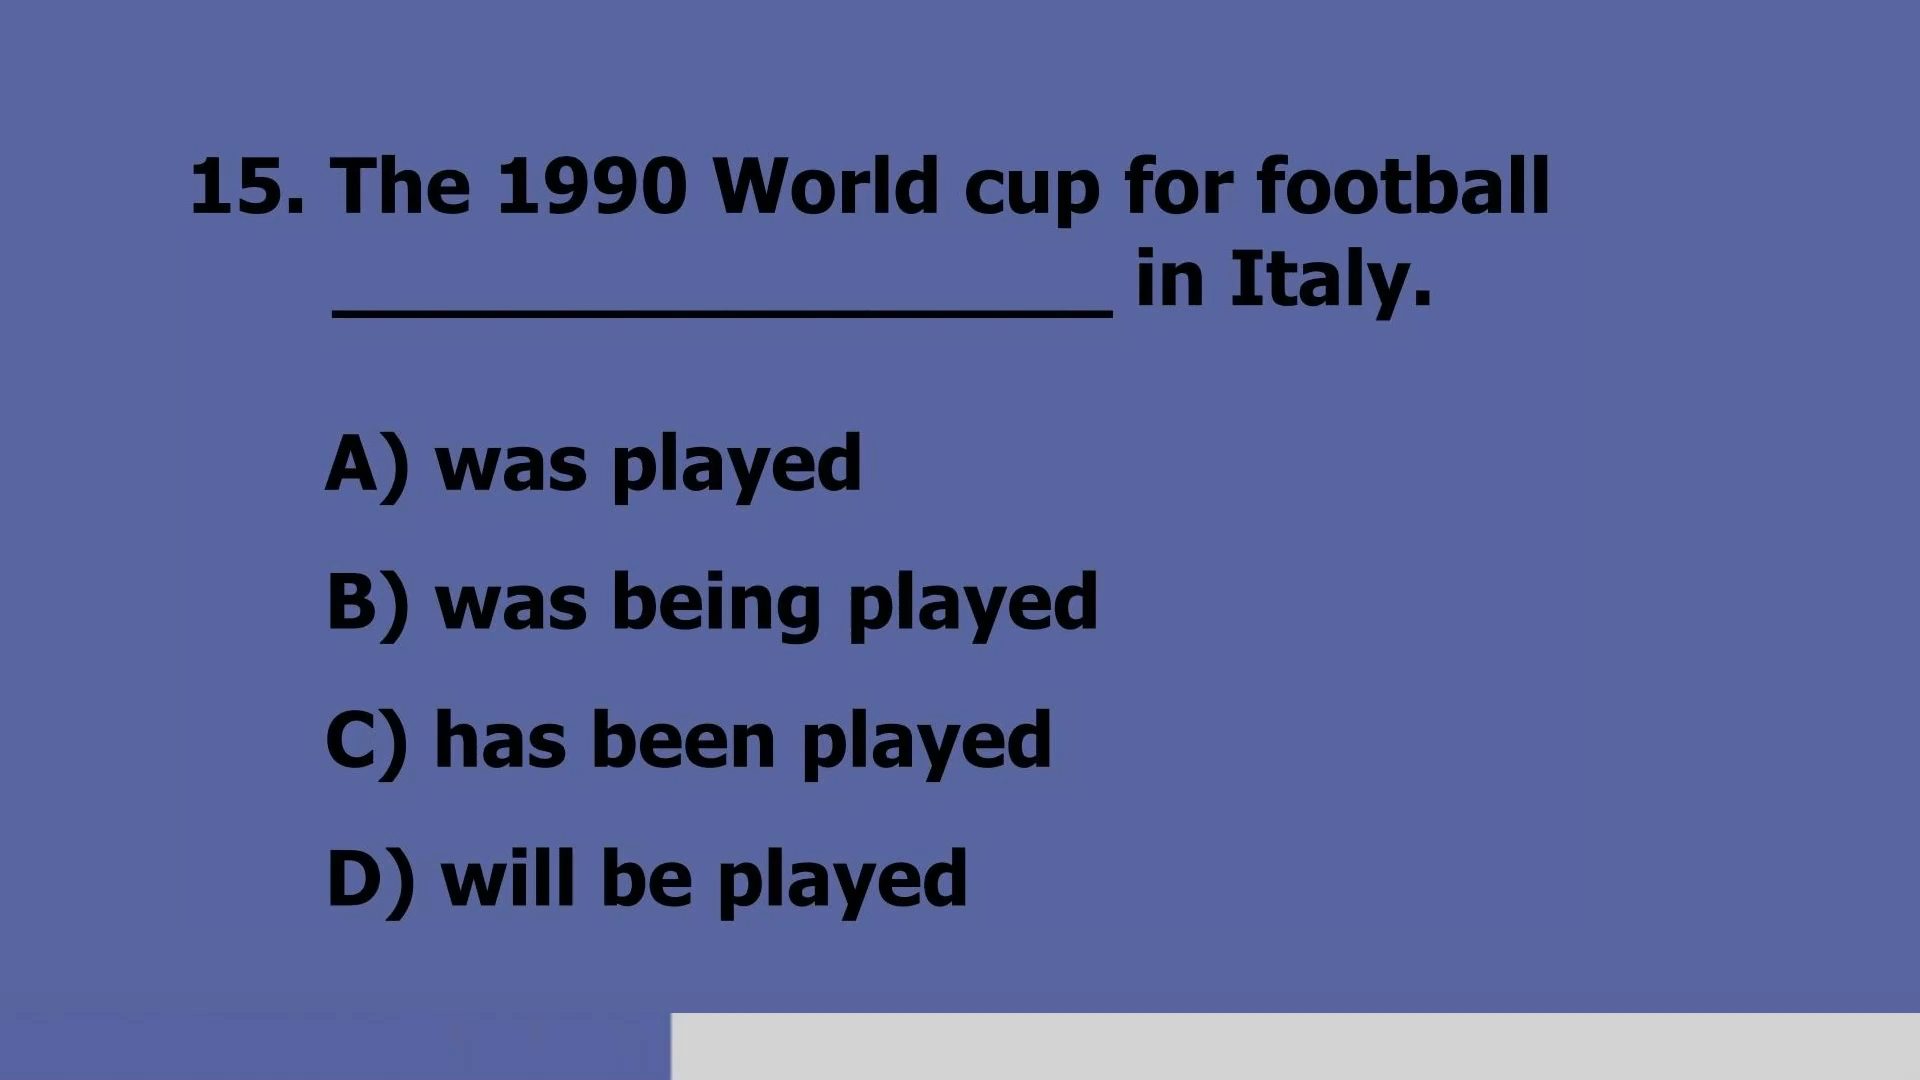 15. The 1990 World cup for football
____________________ in Italy.
A) was played
B) was being played
C) has been played
D) will be played